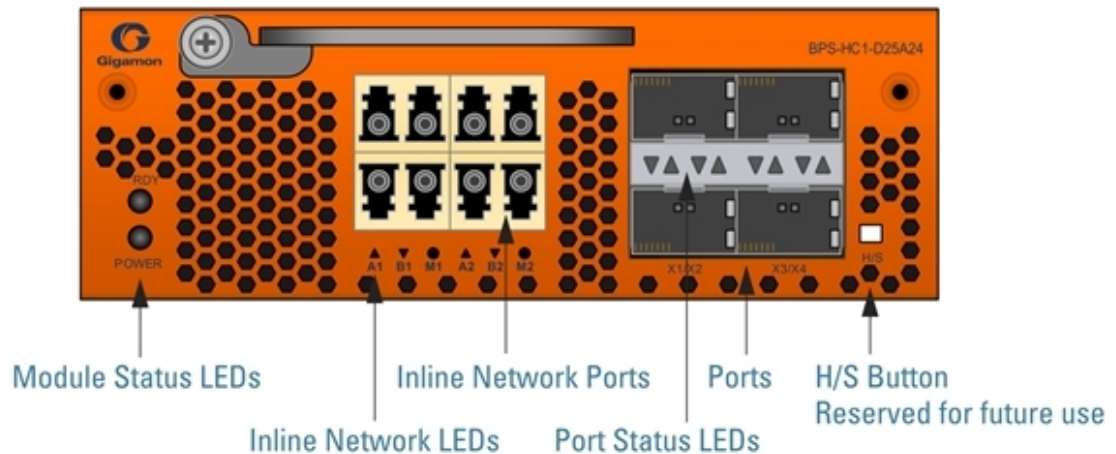 Gigamon
BPS-HC1-D25A24
RDY
POWER
A1 B1 M1 A2 B2 M2
X1/X2
X3/X4
H/S
Module Status LEDs
Inline Network Ports
Ports
H/S Button
Reserved for future use
Inline Network LEDs
Port Status LEDs